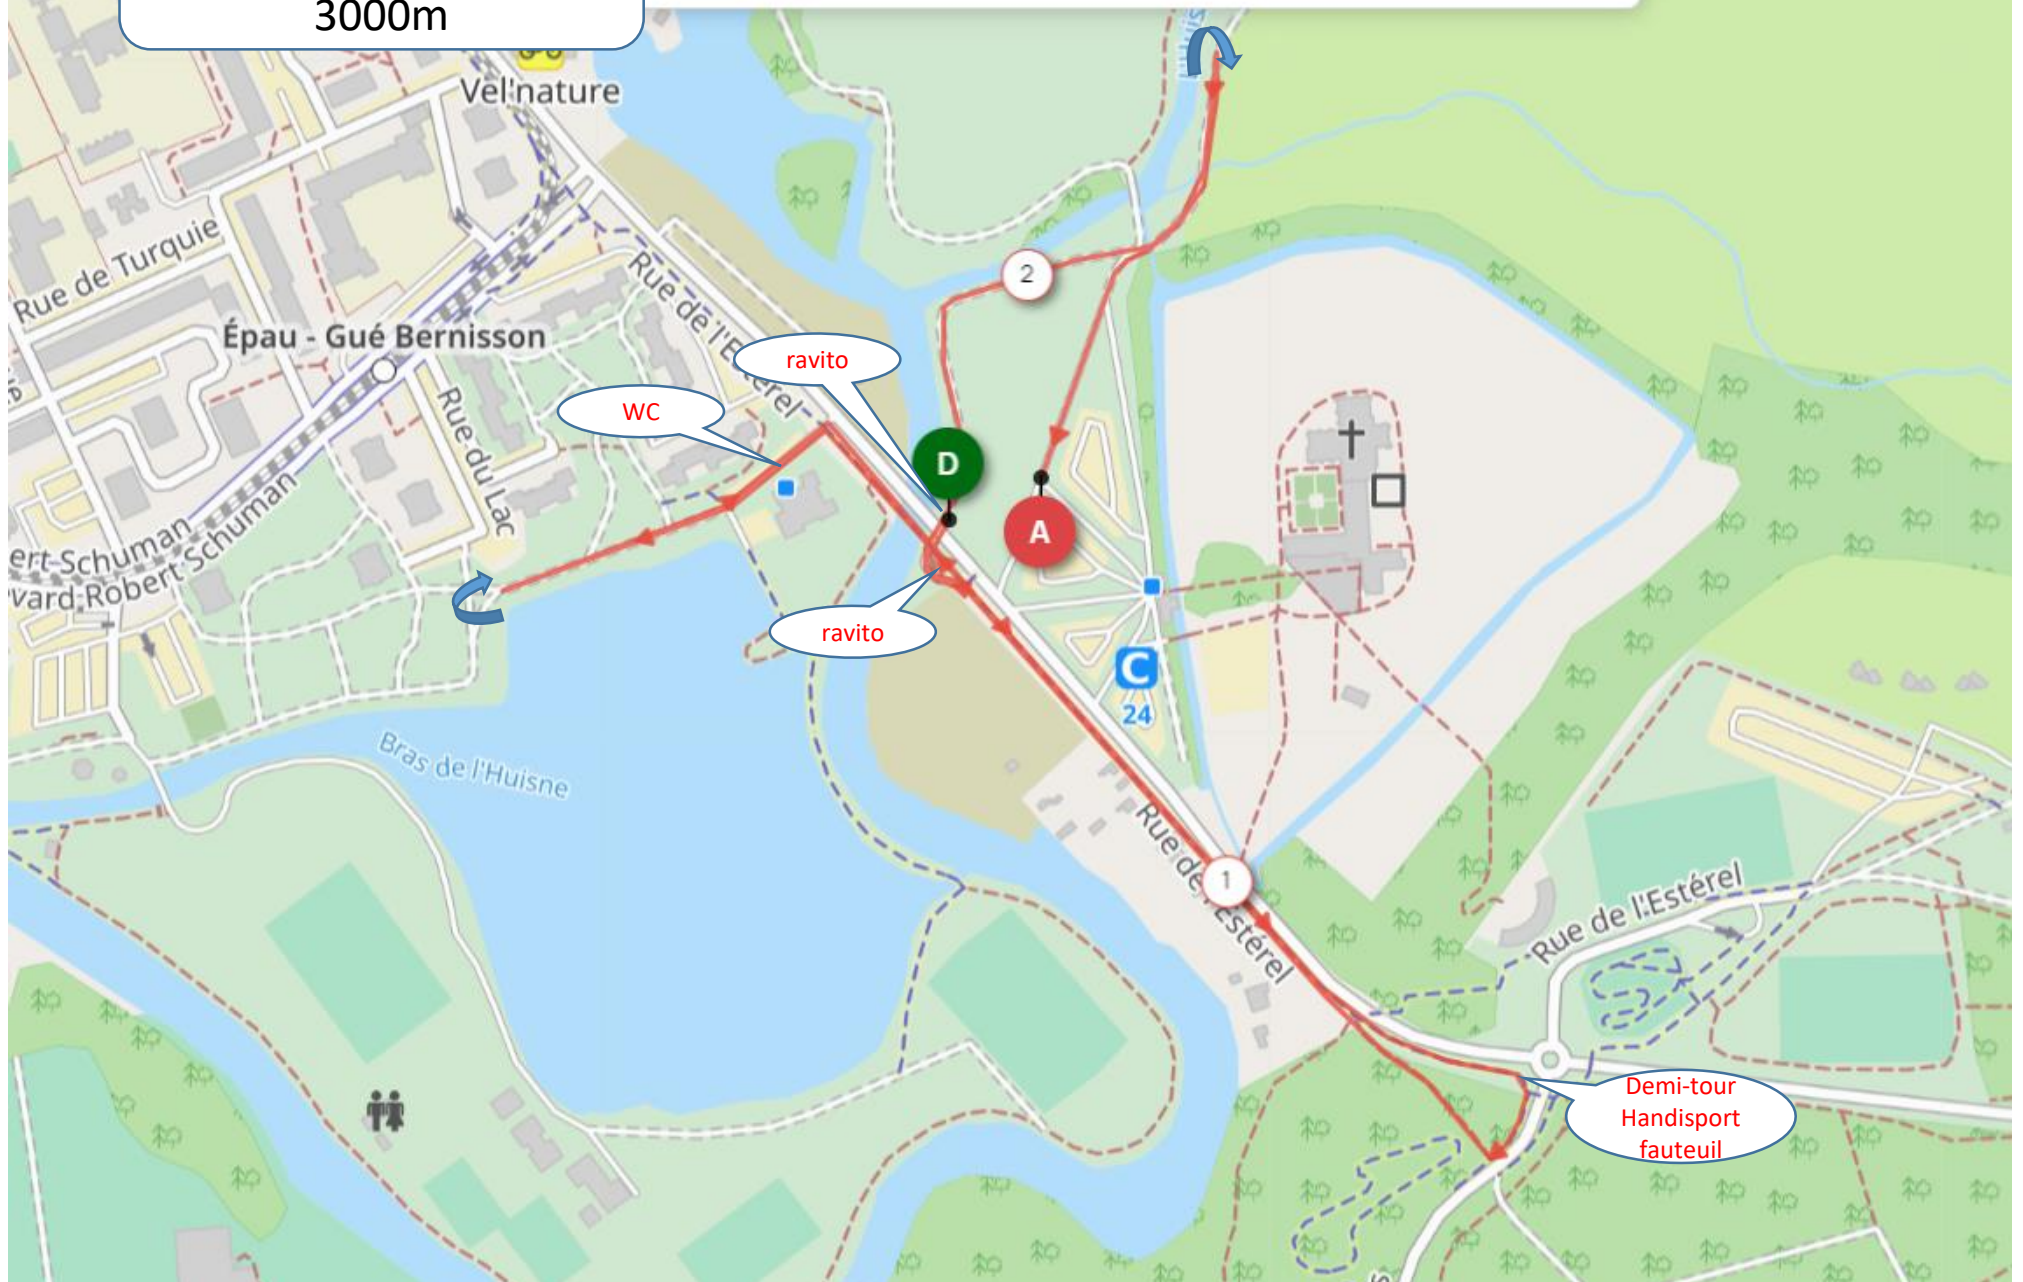 3000m
Vel'nature
Rue de Turquie
Épau - Gué Bernisson
Rue de l'Estérel
ravito
WC
2
D
A
Rue du Lac
ert-Schuman
vard Robert Schuman
ravito
C
24
Bras de l'Huisne
Rue de l'Estérel
1
Rue de l'Estérel
Demi-tour
Handisport
fauteuil